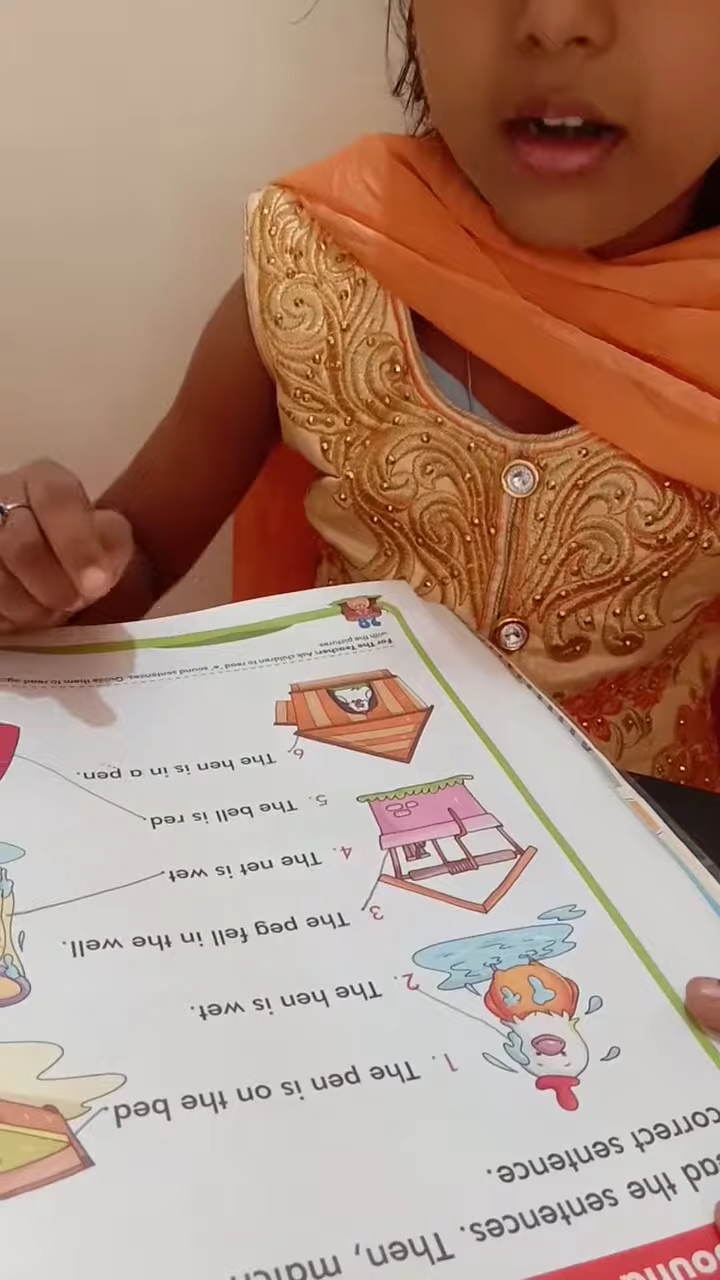 ad the sentences. Then, match
correct sentence.
1. The pen is on the bed
2. The hen is wet.
3. The peg fell in the well.
4. The net is wet
5. The bell is red
6 The hen is in a pen.
For The Teacher: Ask children to read "e" sound sentences. Guide them to read
with the pictures.